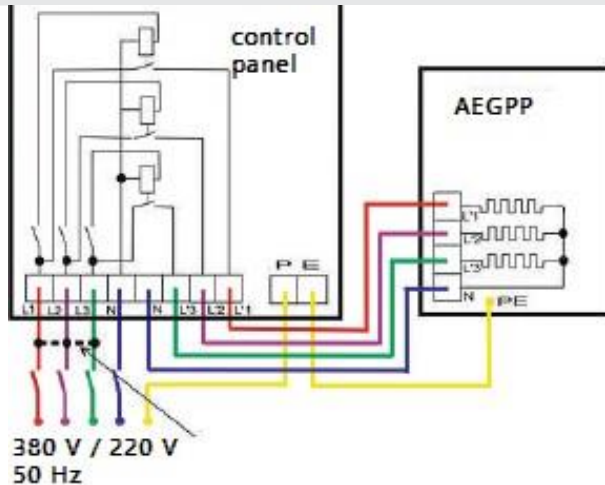 control
panel
AEGPP
L'1
L'2
L'3
N
PE
P E
L1 L2 L3 N N L'3 L'2 L'1
380 V / 220 V
50 Hz